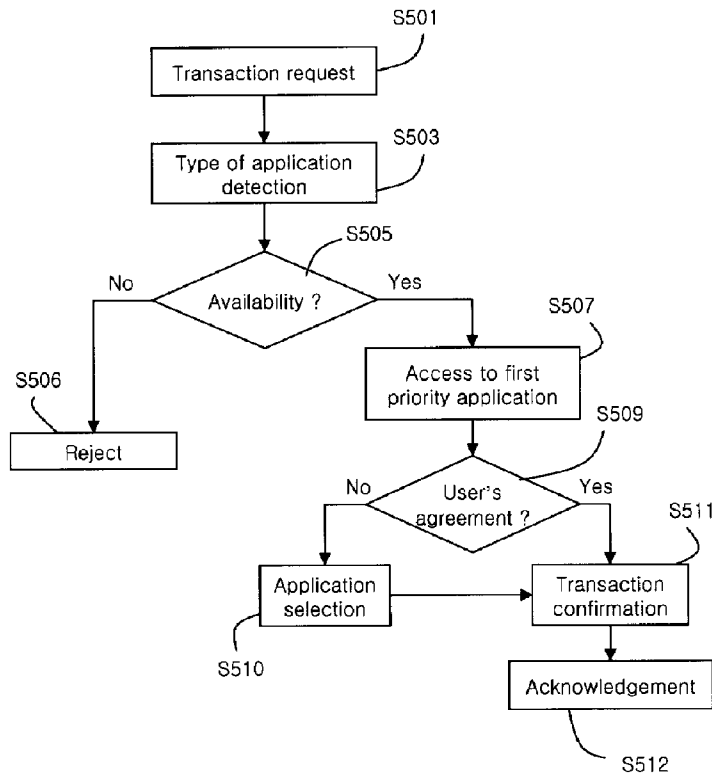 S501
Transaction request
S503
Type of application
detection
S505
No
Availability ?
Yes
S507
Access to first
priority application
S506
Reject
S509
No
User's
agreement ?
Yes
S511
Application
selection
Transaction
confirmation
S510
Acknowledgement
S512